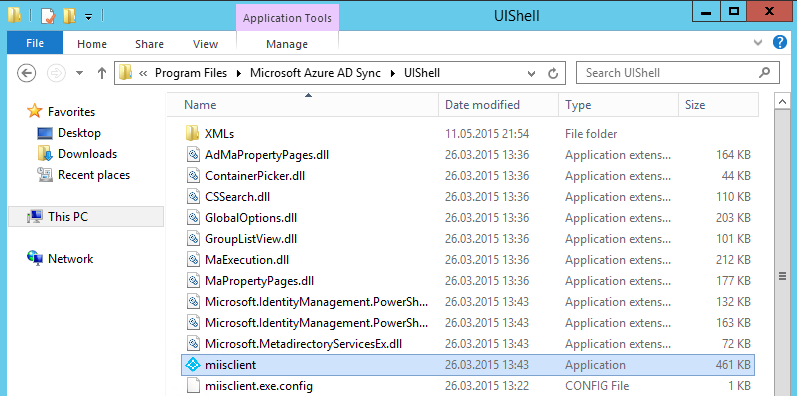 Application Tools
UIShell
File
Home
Share
View
Manage
« Program Files Microsoft Azure AD Sync UIShell
Search UIShell
Name
Date modified
Type
Size
Favorites
Desktop
Downloads
Recent places
This PC
Network
XMLs 11.05.2015 21:54 File folder
AdMaPropertyPages.dll 26.03.2015 13:36 Application extens... 164 KB
ContainerPicker.dll 26.03.2015 13:36 Application extens... 44 KB
CSSearch.dll 26.03.2015 13:36 Application extens... 110 KB
GlobalOptions.dll 26.03.2015 13:36 Application extens... 203 KB
GroupListView.dll 26.03.2015 13:36 Application extens... 101 KB
MaExecution.dll 26.03.2015 13:36 Application extens... 212 KB
MaPropertyPages.dll 26.03.2015 13:36 Application extens... 177 KB
Microsoft.IdentityManagement.PowerSh... 26.03.2015 13:43 Application extens... 132 KB
Microsoft.IdentityManagement.PowerSh... 26.03.2015 13:43 Application extens... 163 KB
Microsoft.MetadirectoryServicesEx.dll 26.03.2015 13:43 Application extens... 72 KB
miisclient 26.03.2015 13:43 Application 461 KB
miisclient.exe.config 26.03.2015 13:22 CONFIG File 1 KB